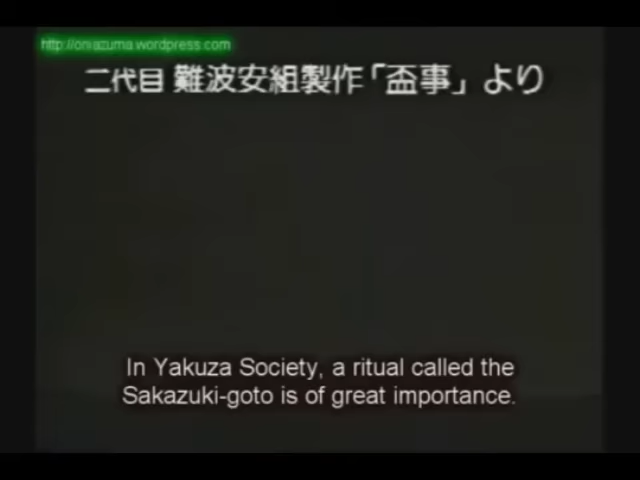 http://oniazuma.wordpress.com
二代目 難波安組製作「盃事」より
In Yakuza Society, a ritual called the
Sakazuki-goto is of great importance.